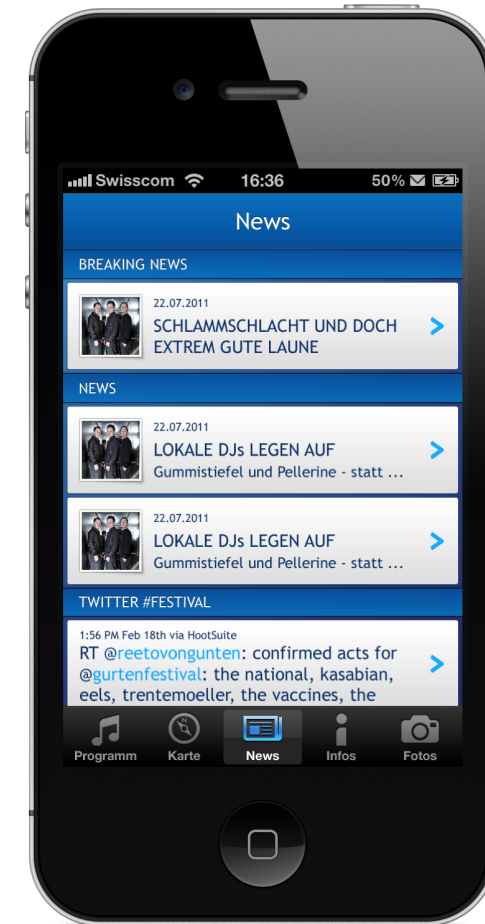 Swisscom 16:36 50%
News
BREAKING NEWS
22.07.2011
SCHLAMMSCHLACHT UND DOCH
EXTREM GUTE LAUNE
NEWS
22.07.2011
LOKALE DJs LEGEN AUF
Gummistiefel und Pellerine - statt ...
22.07.2011
LOKALE DJs LEGEN AUF
Gummistiefel und Pellerine - statt ...
TWITTER #FESTIVAL
1:56 PM Feb 18th via HootSuite
RT @reetovongunten: confirmed acts for
@gurtenfestival: the national, kasabian,
eels, trentemoeller, the vaccines, the
N
Programm Karte News Infos Fotos